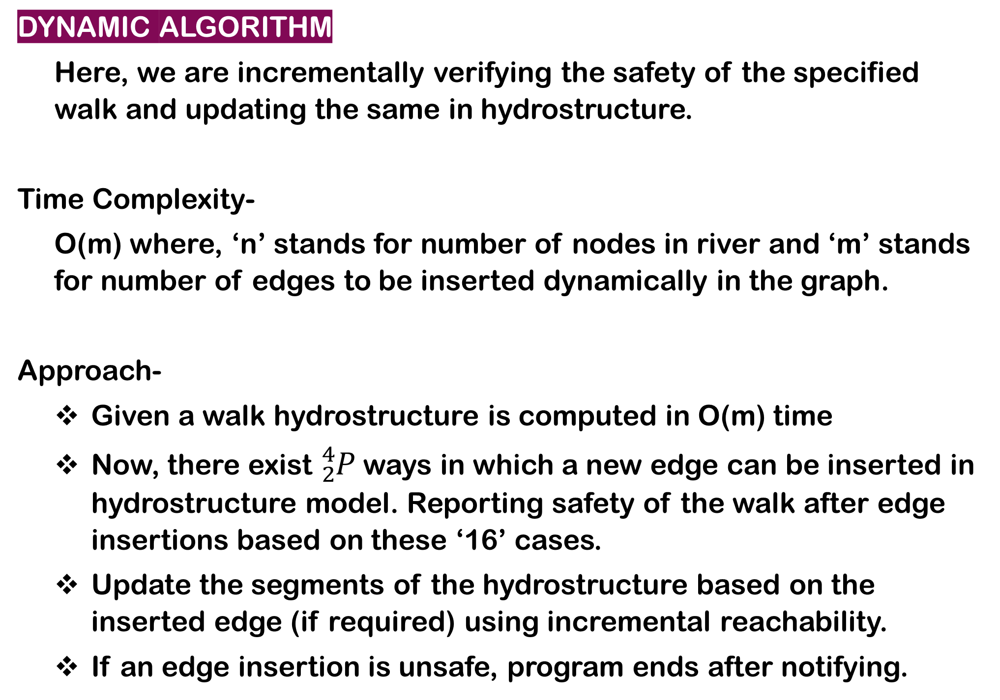 DYNAMIC ALGORITHM
Here, we are incrementally verifying the safety of the specified
walk and updating the same in hydrostructure.
Time Complexity-
O(m) where, ‘n’ stands for number of nodes in river and ‘m’ stands
for number of edges to be inserted dynamically in the graph.
Approach-
❖ Given a walk hydrostructure is computed in O(m) time
❖ Now, there exist ⁴₂P ways in which a new edge can be inserted in
hydrostructure model. Reporting safety of the walk after edge
insertions based on these ‘16’ cases.
❖ Update the segments of the hydrostructure based on the
inserted edge (if required) using incremental reachability.
❖ If an edge insertion is unsafe, program ends after notifying.